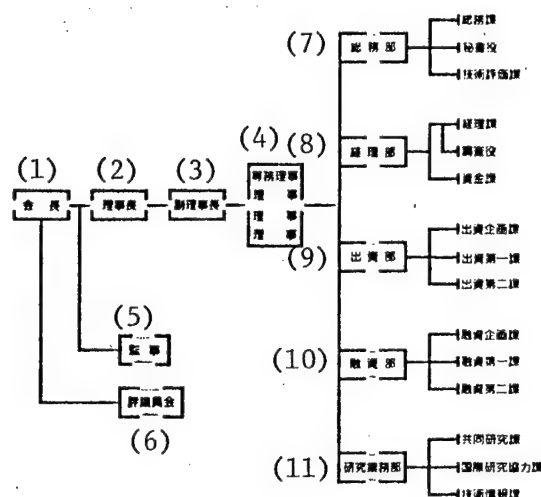 (1)
会長
(2)
理事長
(3)
副理事長
(4)
専務理事
理事
理事
理事
(5)
監事
(6)
評議員会
(7)
総務部
総務課
秘書役
技術評価課
(8)
経理部
経理課
調査役
資金課
(9)
出資部
出資企画課
出資第一課
出資第二課
(10)
融資部
融資企画課
融資第一課
融資第二課
(11)
研究業務部
共同研究課
国際研究協力課
技術情報課